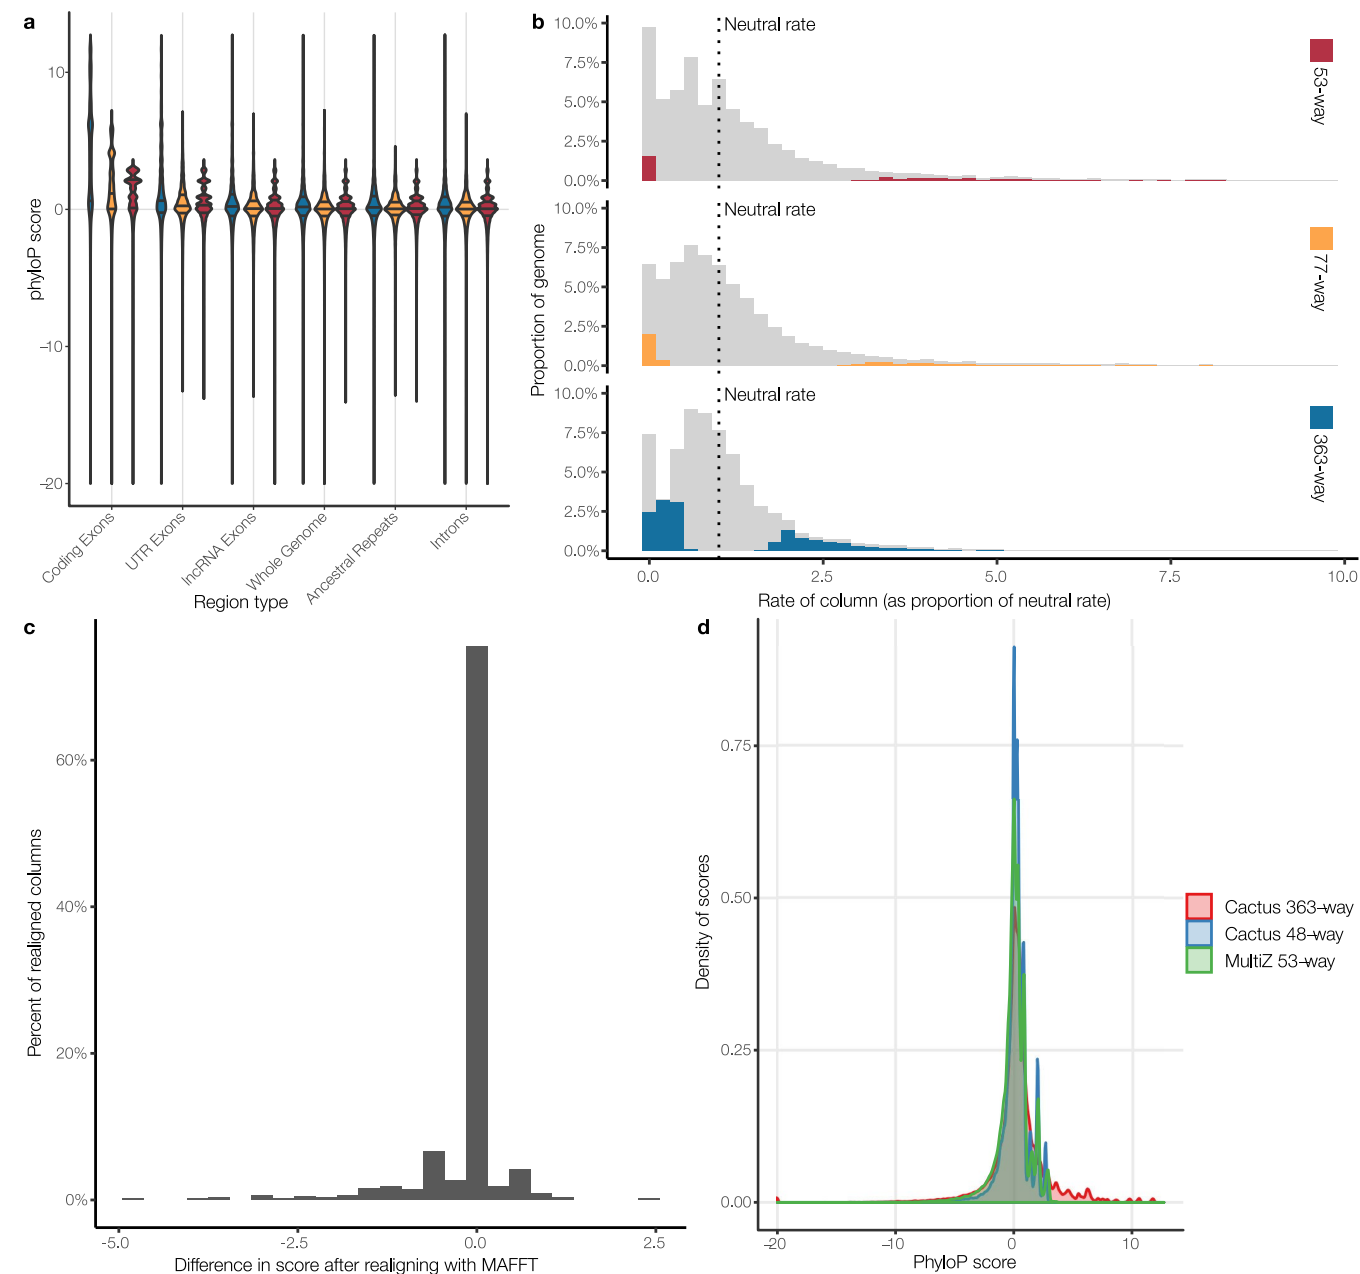 a
phyloP score
10
0
−10
−20
Coding Exons
UTR Exons
lncRNA Exons
Whole Genome
Ancestral Repeats
Introns
Region type
b
Proportion of genome
10.0%
7.5%
5.0%
2.5%
0.0%
Neutral rate
53-way
10.0%
7.5%
5.0%
2.5%
0.0%
Neutral rate
77-way
10.0%
7.5%
5.0%
2.5%
0.0%
Neutral rate
363-way
0.0 2.5 5.0 7.5 10.0
Rate of column (as proportion of neutral rate)
c
Percent of realigned columns
60%
40%
20%
0%
-5.0 -2.5 0.0 2.5
Difference in score after realigning with MAFFT
d
Density of scores
0.75
0.50
0.25
0.00
−20 −10 0 10
PhyloP score
Cactus 363−way
Cactus 48−way
MultiZ 53−way